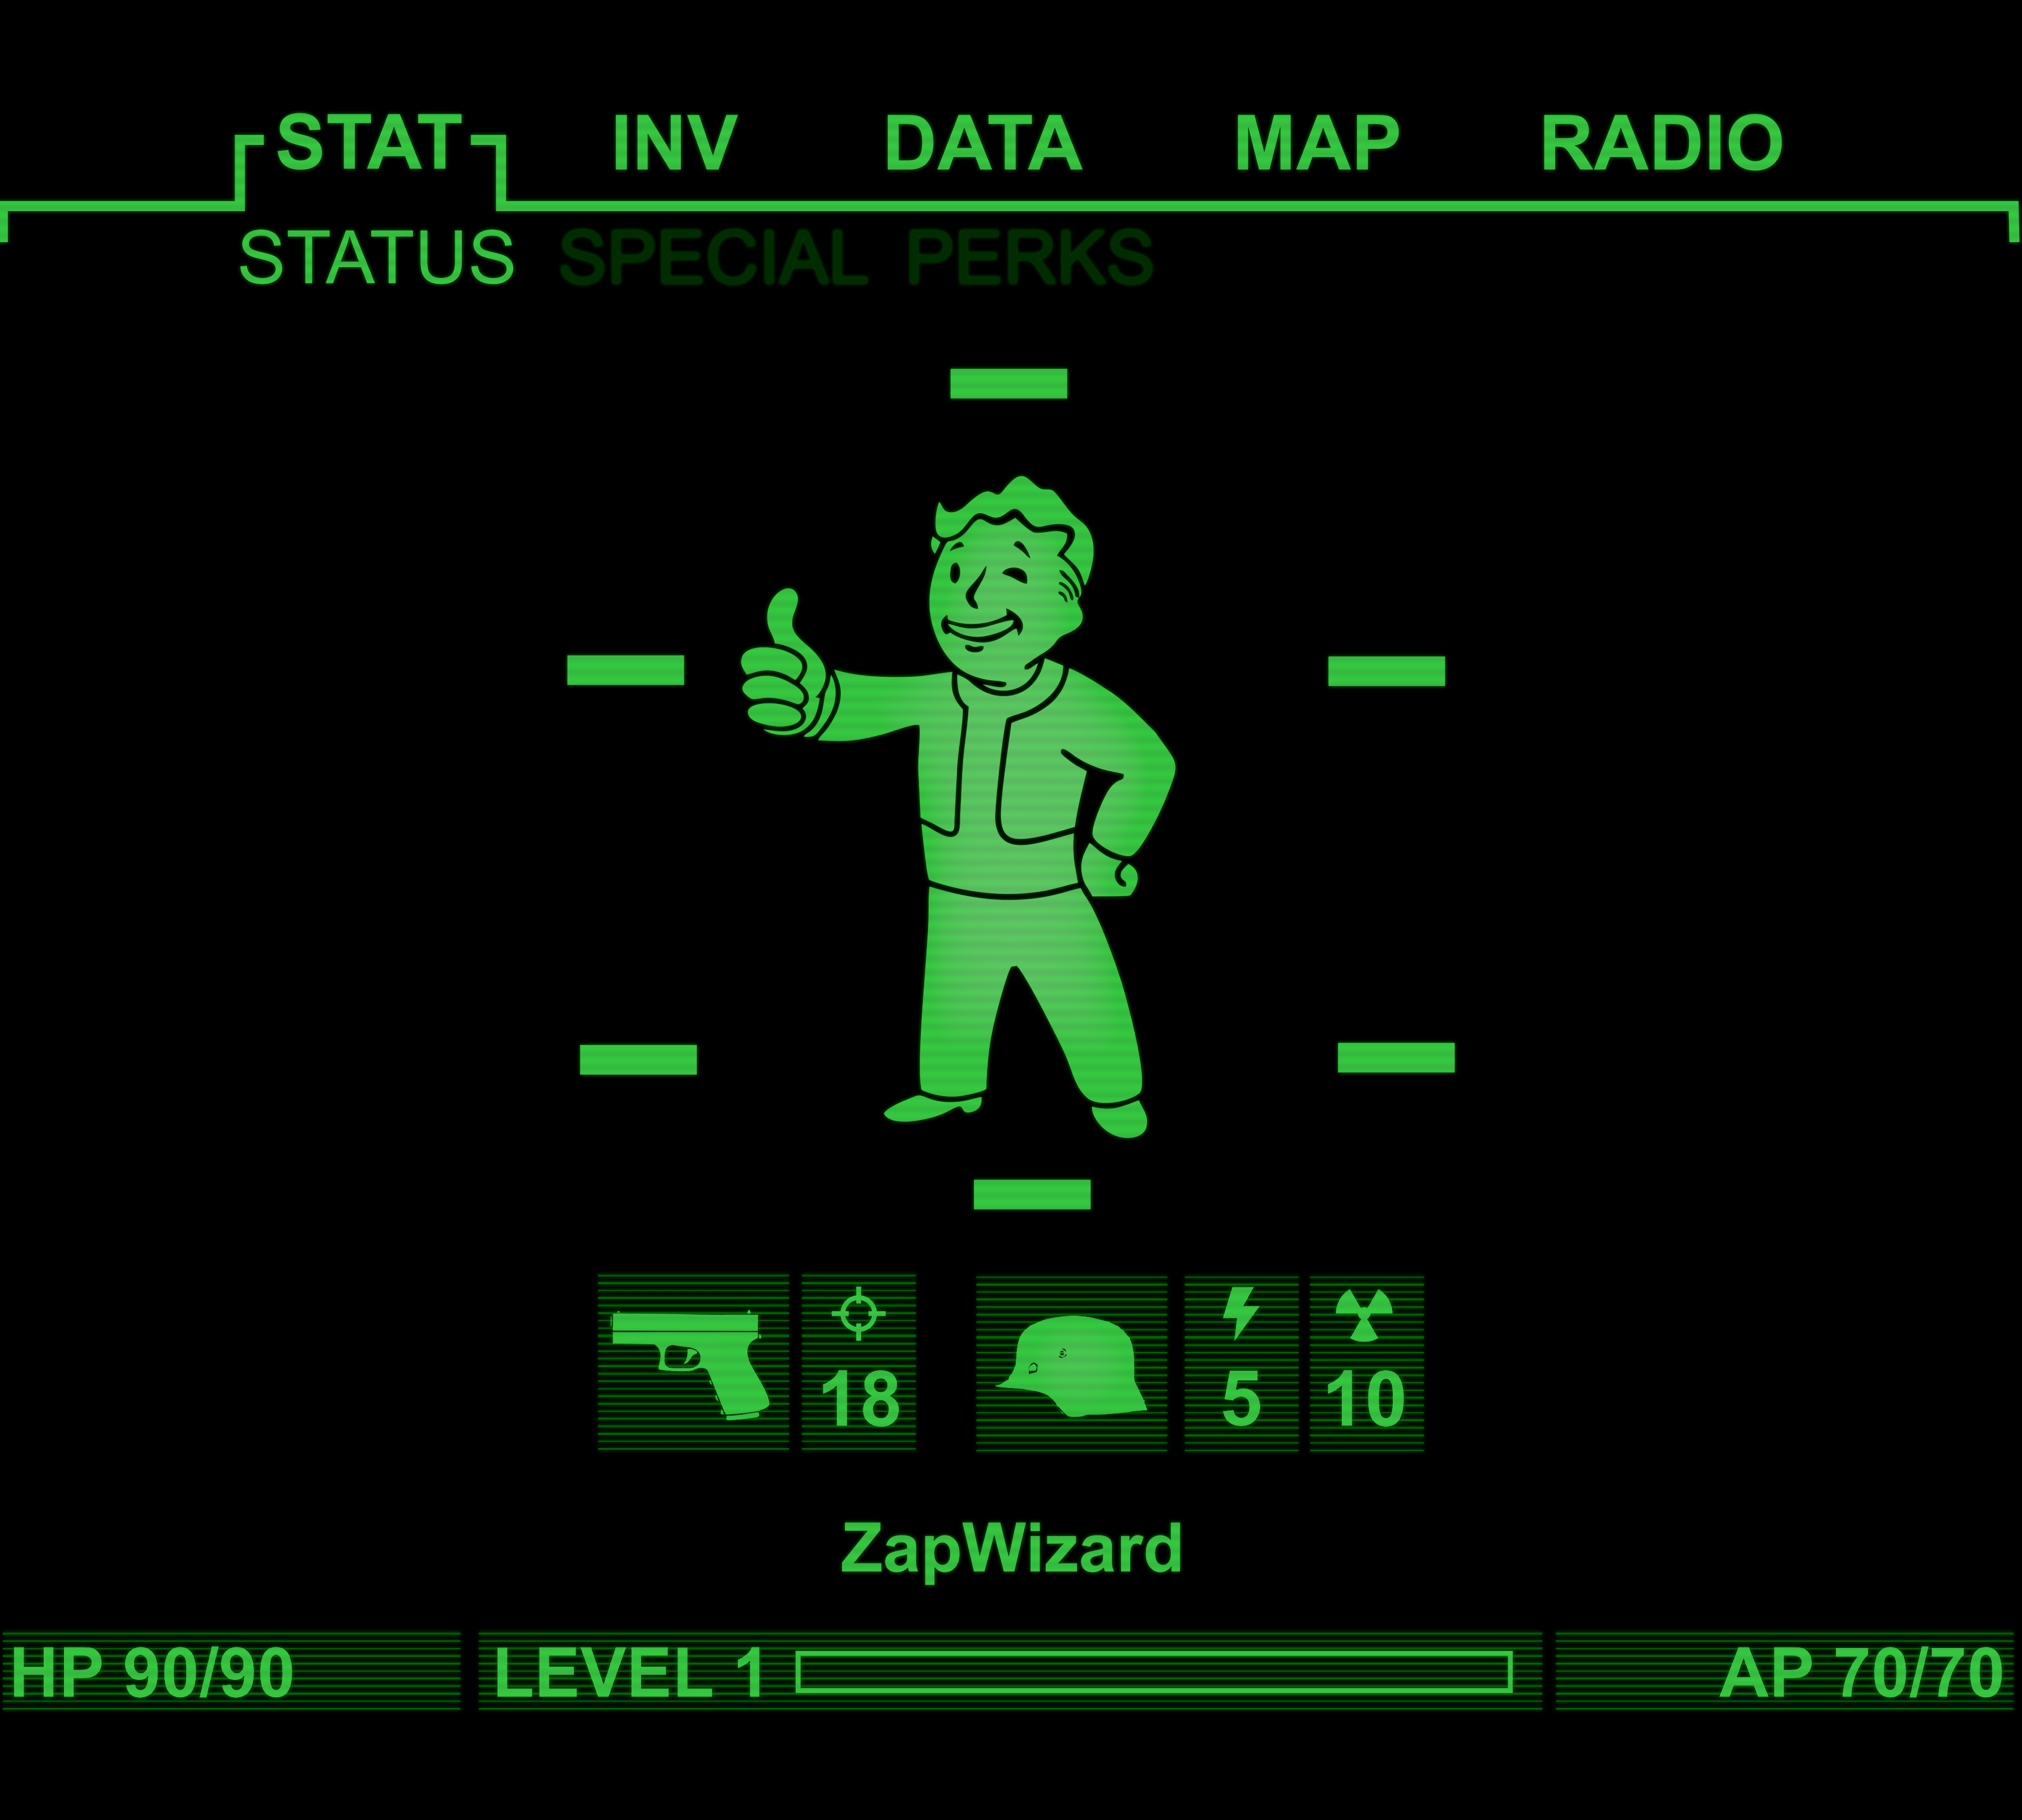 STAT INV DATA MAP RADIO
STATUS SPECIAL PERKS
18 5 10
ZapWizard
HP 90/90 LEVEL 1 AP 70/70